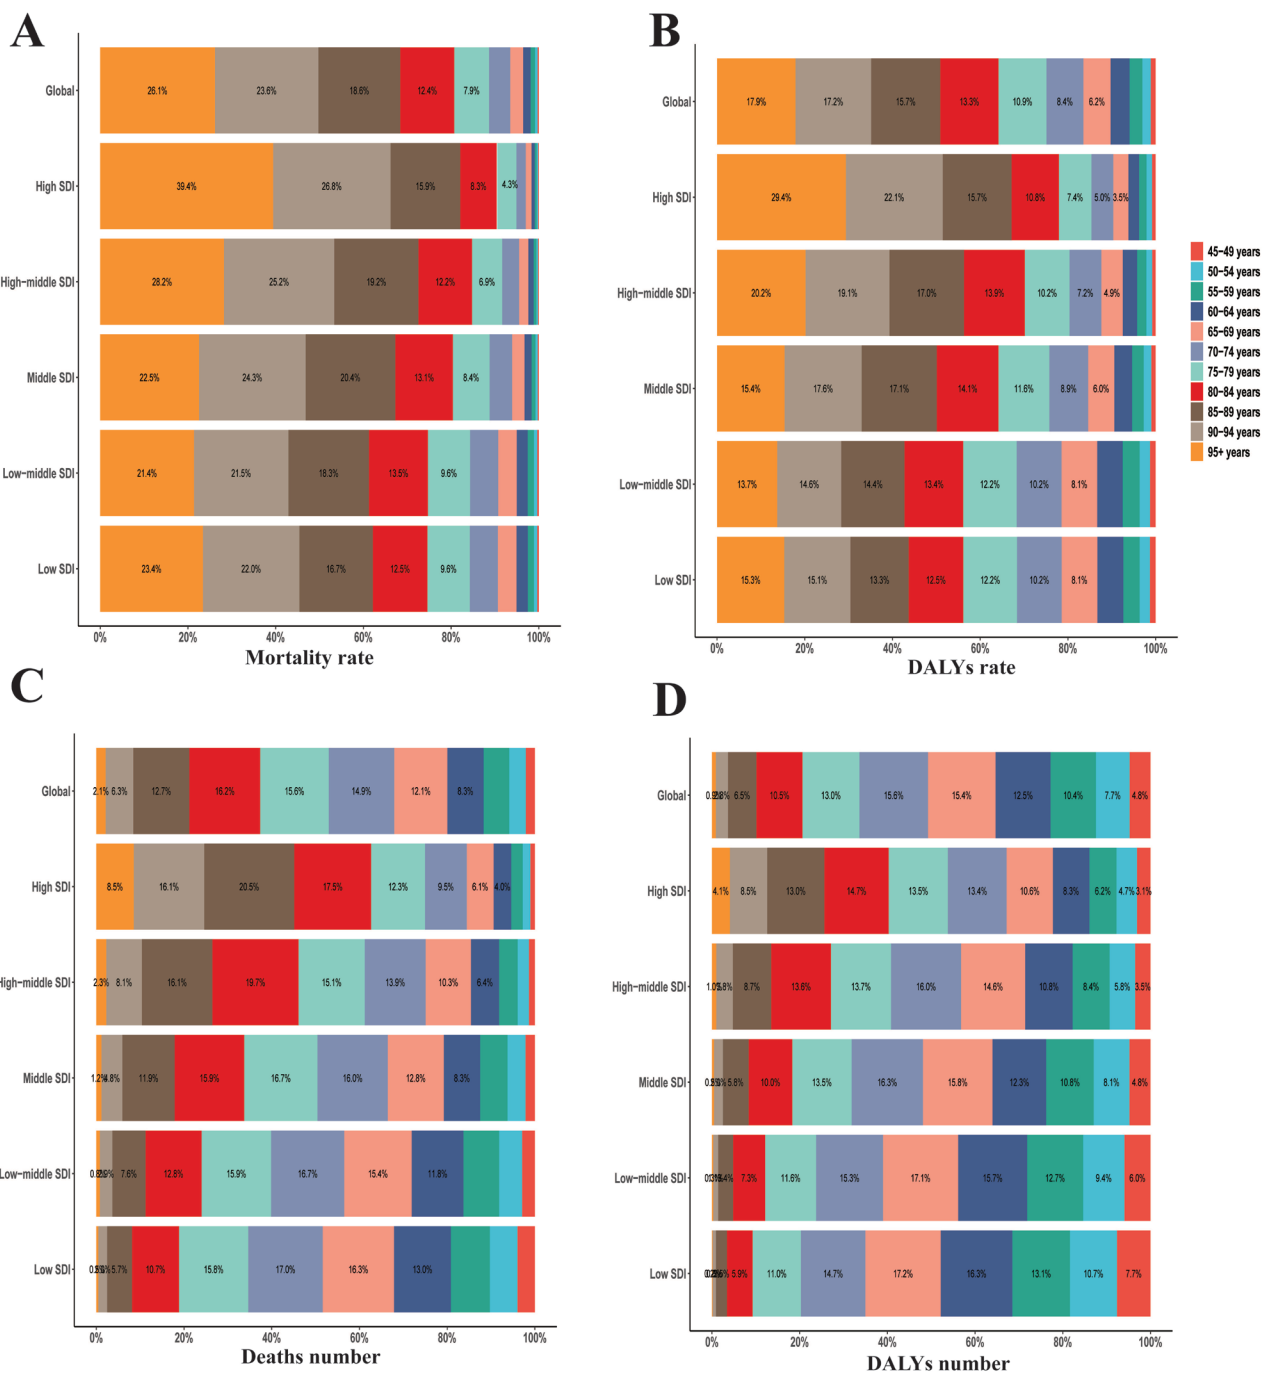 A
Global 26.1% 23.6% 18.6% 12.4% 7.9%
High SDI 39.4% 26.8% 15.9% 8.3% 4.3%
High-middle SDI 28.2% 25.2% 19.2% 12.2% 6.9%
Middle SDI 22.5% 24.3% 20.4% 13.1% 8.4%
Low-middle SDI 21.4% 21.5% 18.3% 13.5% 9.6%
Low SDI 23.4% 22.0% 16.7% 12.5% 9.6%
0% 20% 40% 60% 80% 100%
Mortality rate
B
Global 17.9% 17.2% 15.7% 13.3% 10.9% 8.4% 6.2%
High SDI 29.4% 22.1% 15.7% 10.8% 7.4% 5.0% 3.5%
High-middle SDI 20.2% 19.1% 17.0% 13.9% 10.2% 7.2% 4.9%
Middle SDI 15.4% 17.6% 17.1% 14.1% 11.6% 8.9% 6.0%
Low-middle SDI 13.7% 14.6% 14.4% 13.4% 12.2% 10.2% 8.1%
Low SDI 15.3% 15.1% 13.3% 12.5% 12.2% 10.2% 8.1%
0% 20% 40% 60% 80% 100%
DALYs rate
45-49 years
50-54 years
55-59 years
60-64 years
65-69 years
70-74 years
75-79 years
80-84 years
85-89 years
90-94 years
95+ years
C
Global 2.1% 6.3% 12.7% 16.2% 15.6% 14.9% 12.1% 8.3%
High SDI 8.5% 16.1% 20.5% 17.5% 12.3% 9.5% 6.1% 4.0%
High-middle SDI 2.3% 8.1% 16.1% 19.7% 15.1% 13.9% 10.3% 6.4%
Middle SDI 1.2% 4.8% 11.9% 15.9% 16.7% 16.0% 12.8% 8.3%
Low-middle SDI 7.6% 12.8% 15.9% 16.7% 15.4% 11.8%
Low SDI 5.7% 10.7% 15.8% 17.0% 16.3% 13.0%
0% 20% 40% 60% 80% 100%
Deaths number
D
Global 6.5% 10.5% 13.0% 15.6% 15.4% 12.5% 10.4% 7.7% 4.8%
High SDI 4.1% 8.5% 13.0% 14.7% 13.5% 13.4% 10.6% 8.3% 6.2% 4.7% 3.1%
High-middle SDI 8.7% 13.6% 13.7% 16.0% 14.6% 10.8% 8.4% 5.8% 3.5%
Middle SDI 5.8% 10.0% 13.5% 16.3% 15.8% 12.3% 10.8% 8.1% 4.8%
Low-middle SDI 7.3% 11.6% 15.3% 17.1% 15.7% 12.7% 9.4% 6.0%
Low SDI 5.9% 11.0% 14.7% 17.2% 16.3% 13.1% 10.7% 7.7%
0% 20% 40% 60% 80% 100%
DALYs number